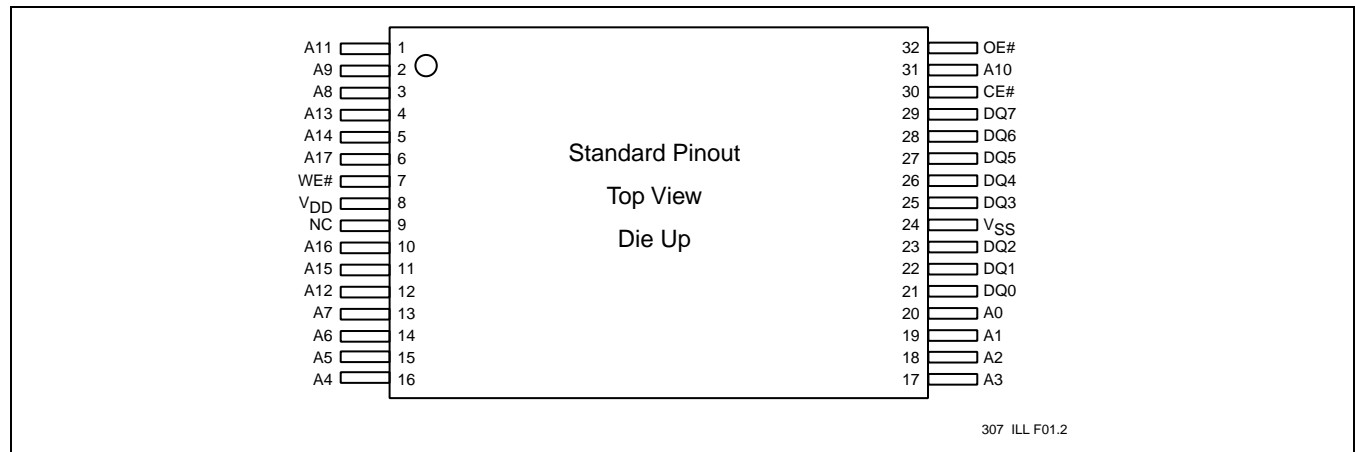 A11 1 32 OE#
A9 2 31 A10
A8 3 30 CE#
A13 4 29 DQ7
A14 5 28 DQ6
A17 6 27 DQ5
WE# 7 26 DQ4
VDD 8 25 DQ3
NC 9 24 VSS
A16 10 23 DQ2
A15 11 22 DQ1
A12 12 21 DQ0
A7 13 20 A0
A6 14 19 A1
A5 15 18 A2
A4 16 17 A3
Standard Pinout
Top View
Die Up
307 ILL F01.2